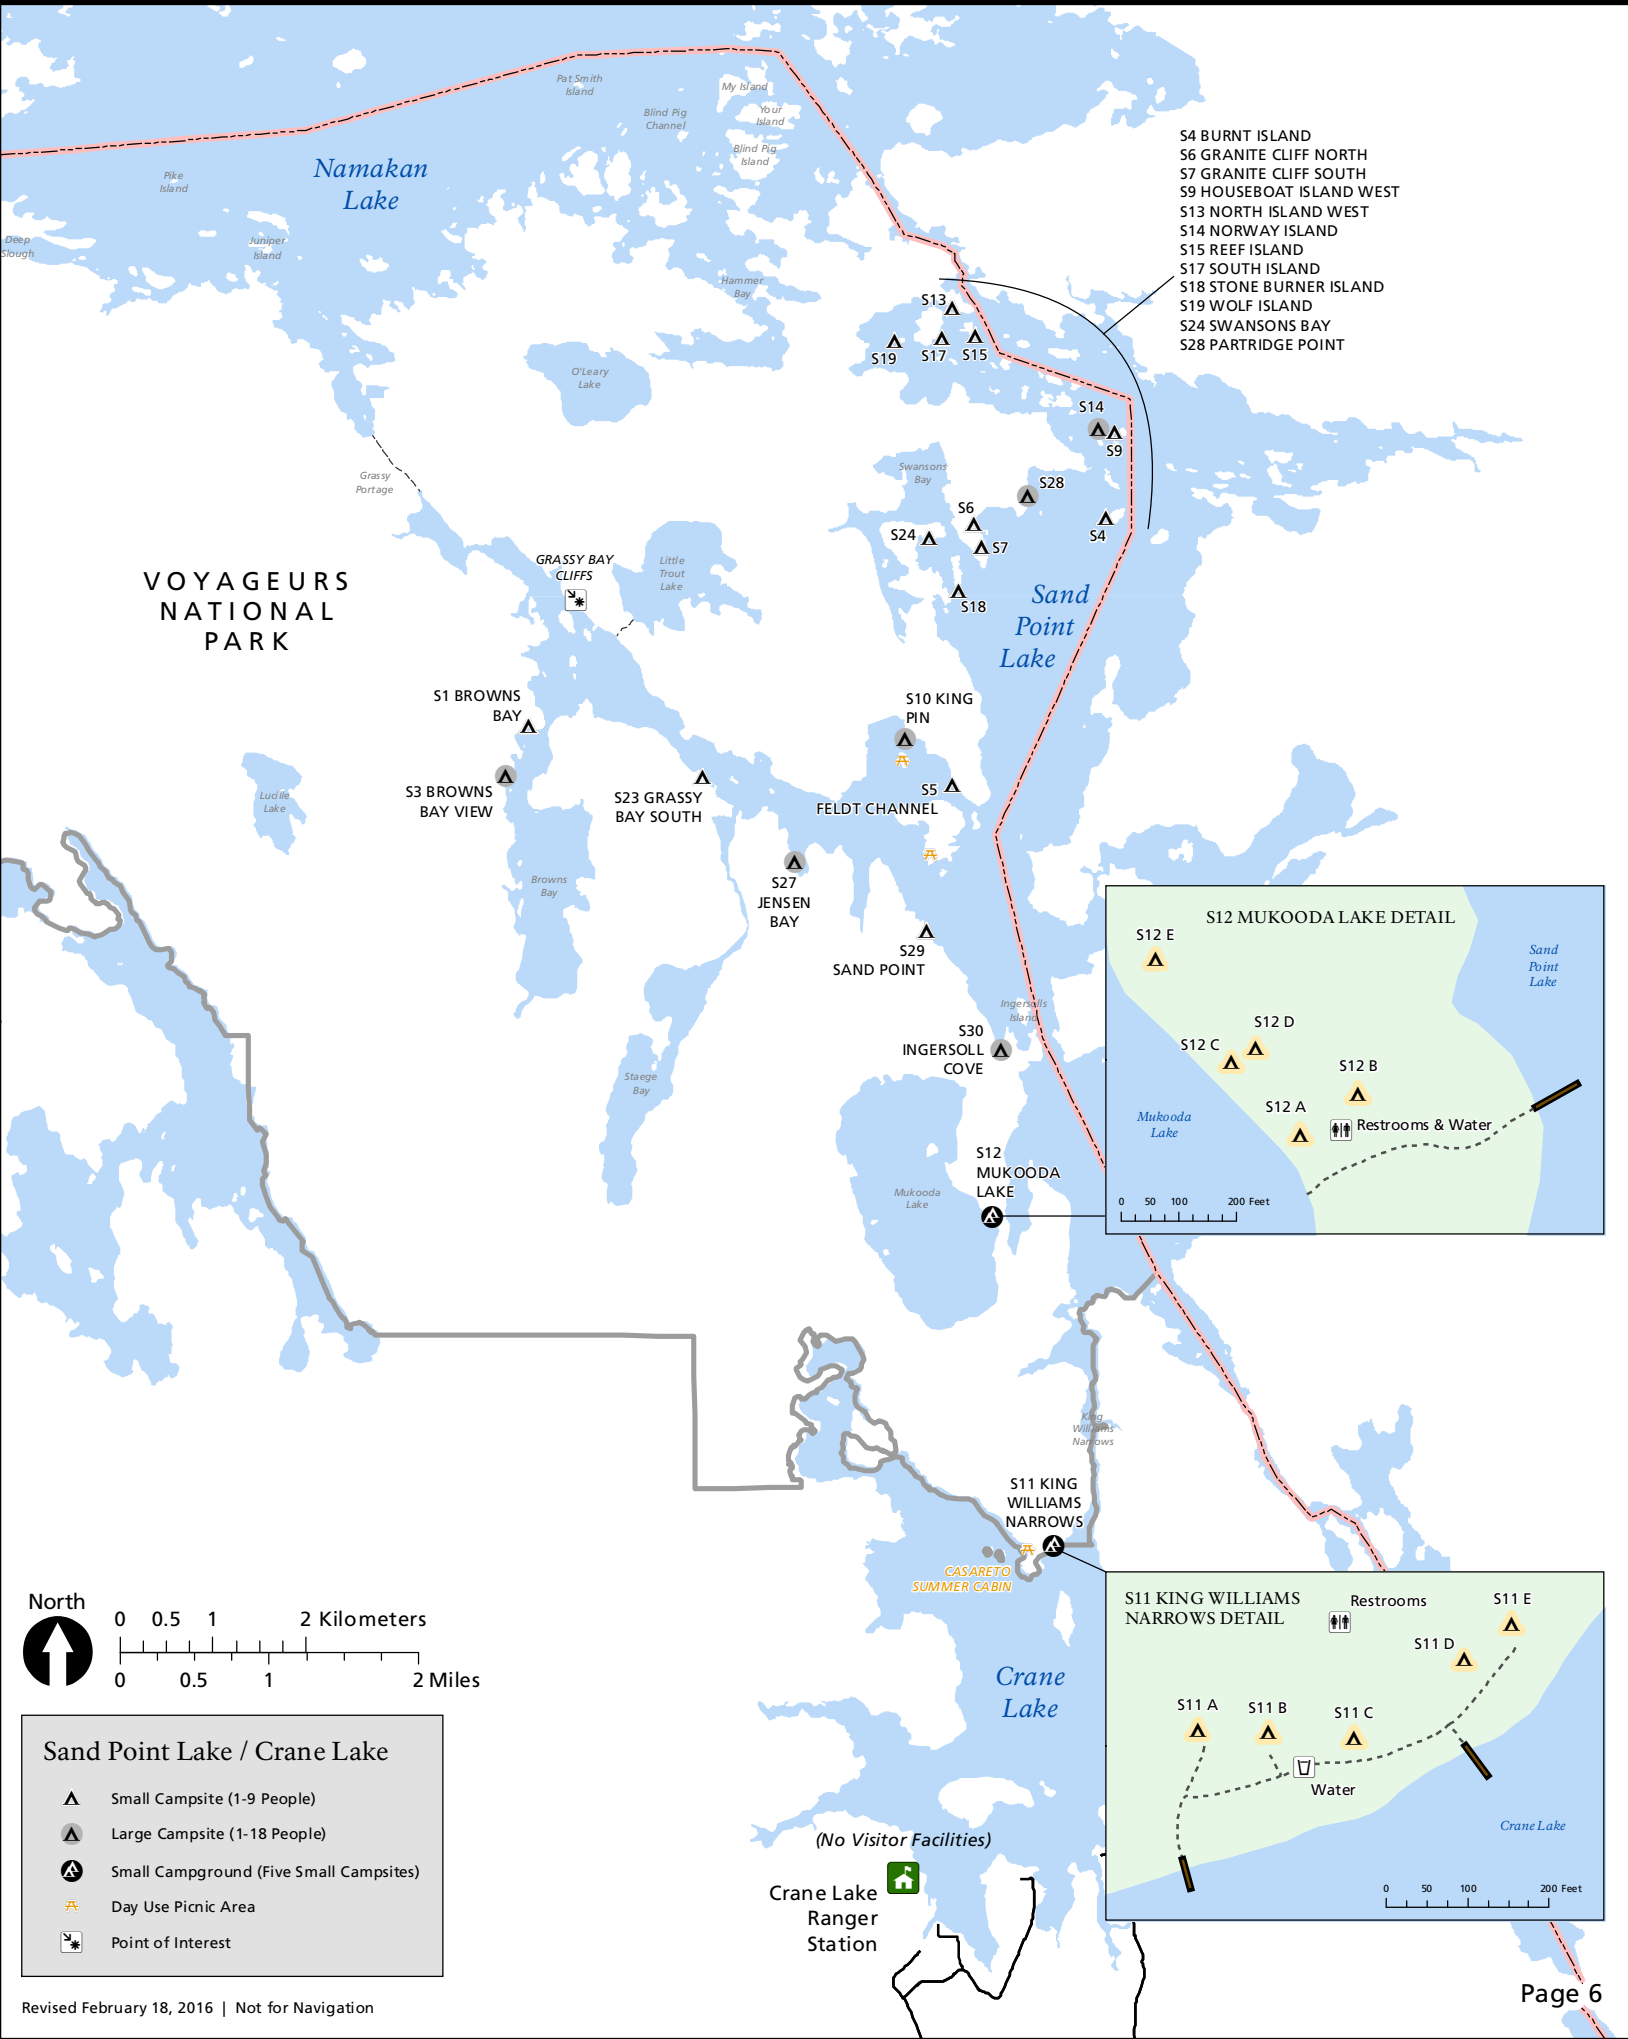 Pat Smith
Island
My Island
Your
Island
Blind Pig
Channel
Blind Pig
Island
Namakan
Lake
Pike
Island
Deep
Slough
Juniper
Island
Hammer
Bay
S4 BURNT ISLAND
S6 GRANITE CLIFF NORTH
S7 GRANITE CLIFF SOUTH
S9 HOUSEBOAT ISLAND WEST
S13 NORTH ISLAND WEST
S14 NORWAY ISLAND
S15 REEF ISLAND
S17 SOUTH ISLAND
S18 STONE BURNER ISLAND
S19 WOLF ISLAND
S24 SWANSONS BAY
S28 PARTRIDGE POINT
S13
S19
S17
S15
O'Leary
Lake
S14
S9
Grassy
Portage
Swansons
Bay
S28
S6
S24
S7
S4
S18
GRASSY BAY
CLIFFS
Little
Trout
Lake
VOYAGEURS
NATIONAL
PARK
Sand
Point
Lake
S1 BROWNS
BAY
S10 KING
PIN
S3 BROWNS
BAY VIEW
S23 GRASSY
BAY SOUTH
S5
FELDT CHANNEL
Lucille
Lake
Browns
Bay
S27
JENSEN
BAY
S29
SAND POINT
Ingersolls
Island
S30
INGERSOLL
COVE
Staege
Bay
S12
MUKOODA
LAKE
Mukooda
Lake
S12 MUKOODA LAKE DETAIL
S12 E
Sand
Point
Lake
S12 D
S12 C
S12 B
S12 A
Mukooda
Lake
Restrooms & Water
0 50 100 200 Feet
King
Williams
Narrows
S11 KING
WILLIAMS
NARROWS
CASARETO
SUMMER CABIN
S11 KING WILLIAMS
NARROWS DETAIL
Restrooms
S11 E
S11 D
S11 A
S11 B
S11 C
Water
Crane Lake
0 50 100 200 Feet
Crane
Lake
North
0 0.5 1 2 Kilometers
0 0.5 1 2 Miles
Sand Point Lake / Crane Lake
Small Campsite (1-9 People)
Large Campsite (1-18 People)
Small Campground (Five Small Campsites)
Day Use Picnic Area
Point of Interest
(No Visitor Facilities)
Crane Lake
Ranger
Station
Revised February 18, 2016 | Not for Navigation
Page 6